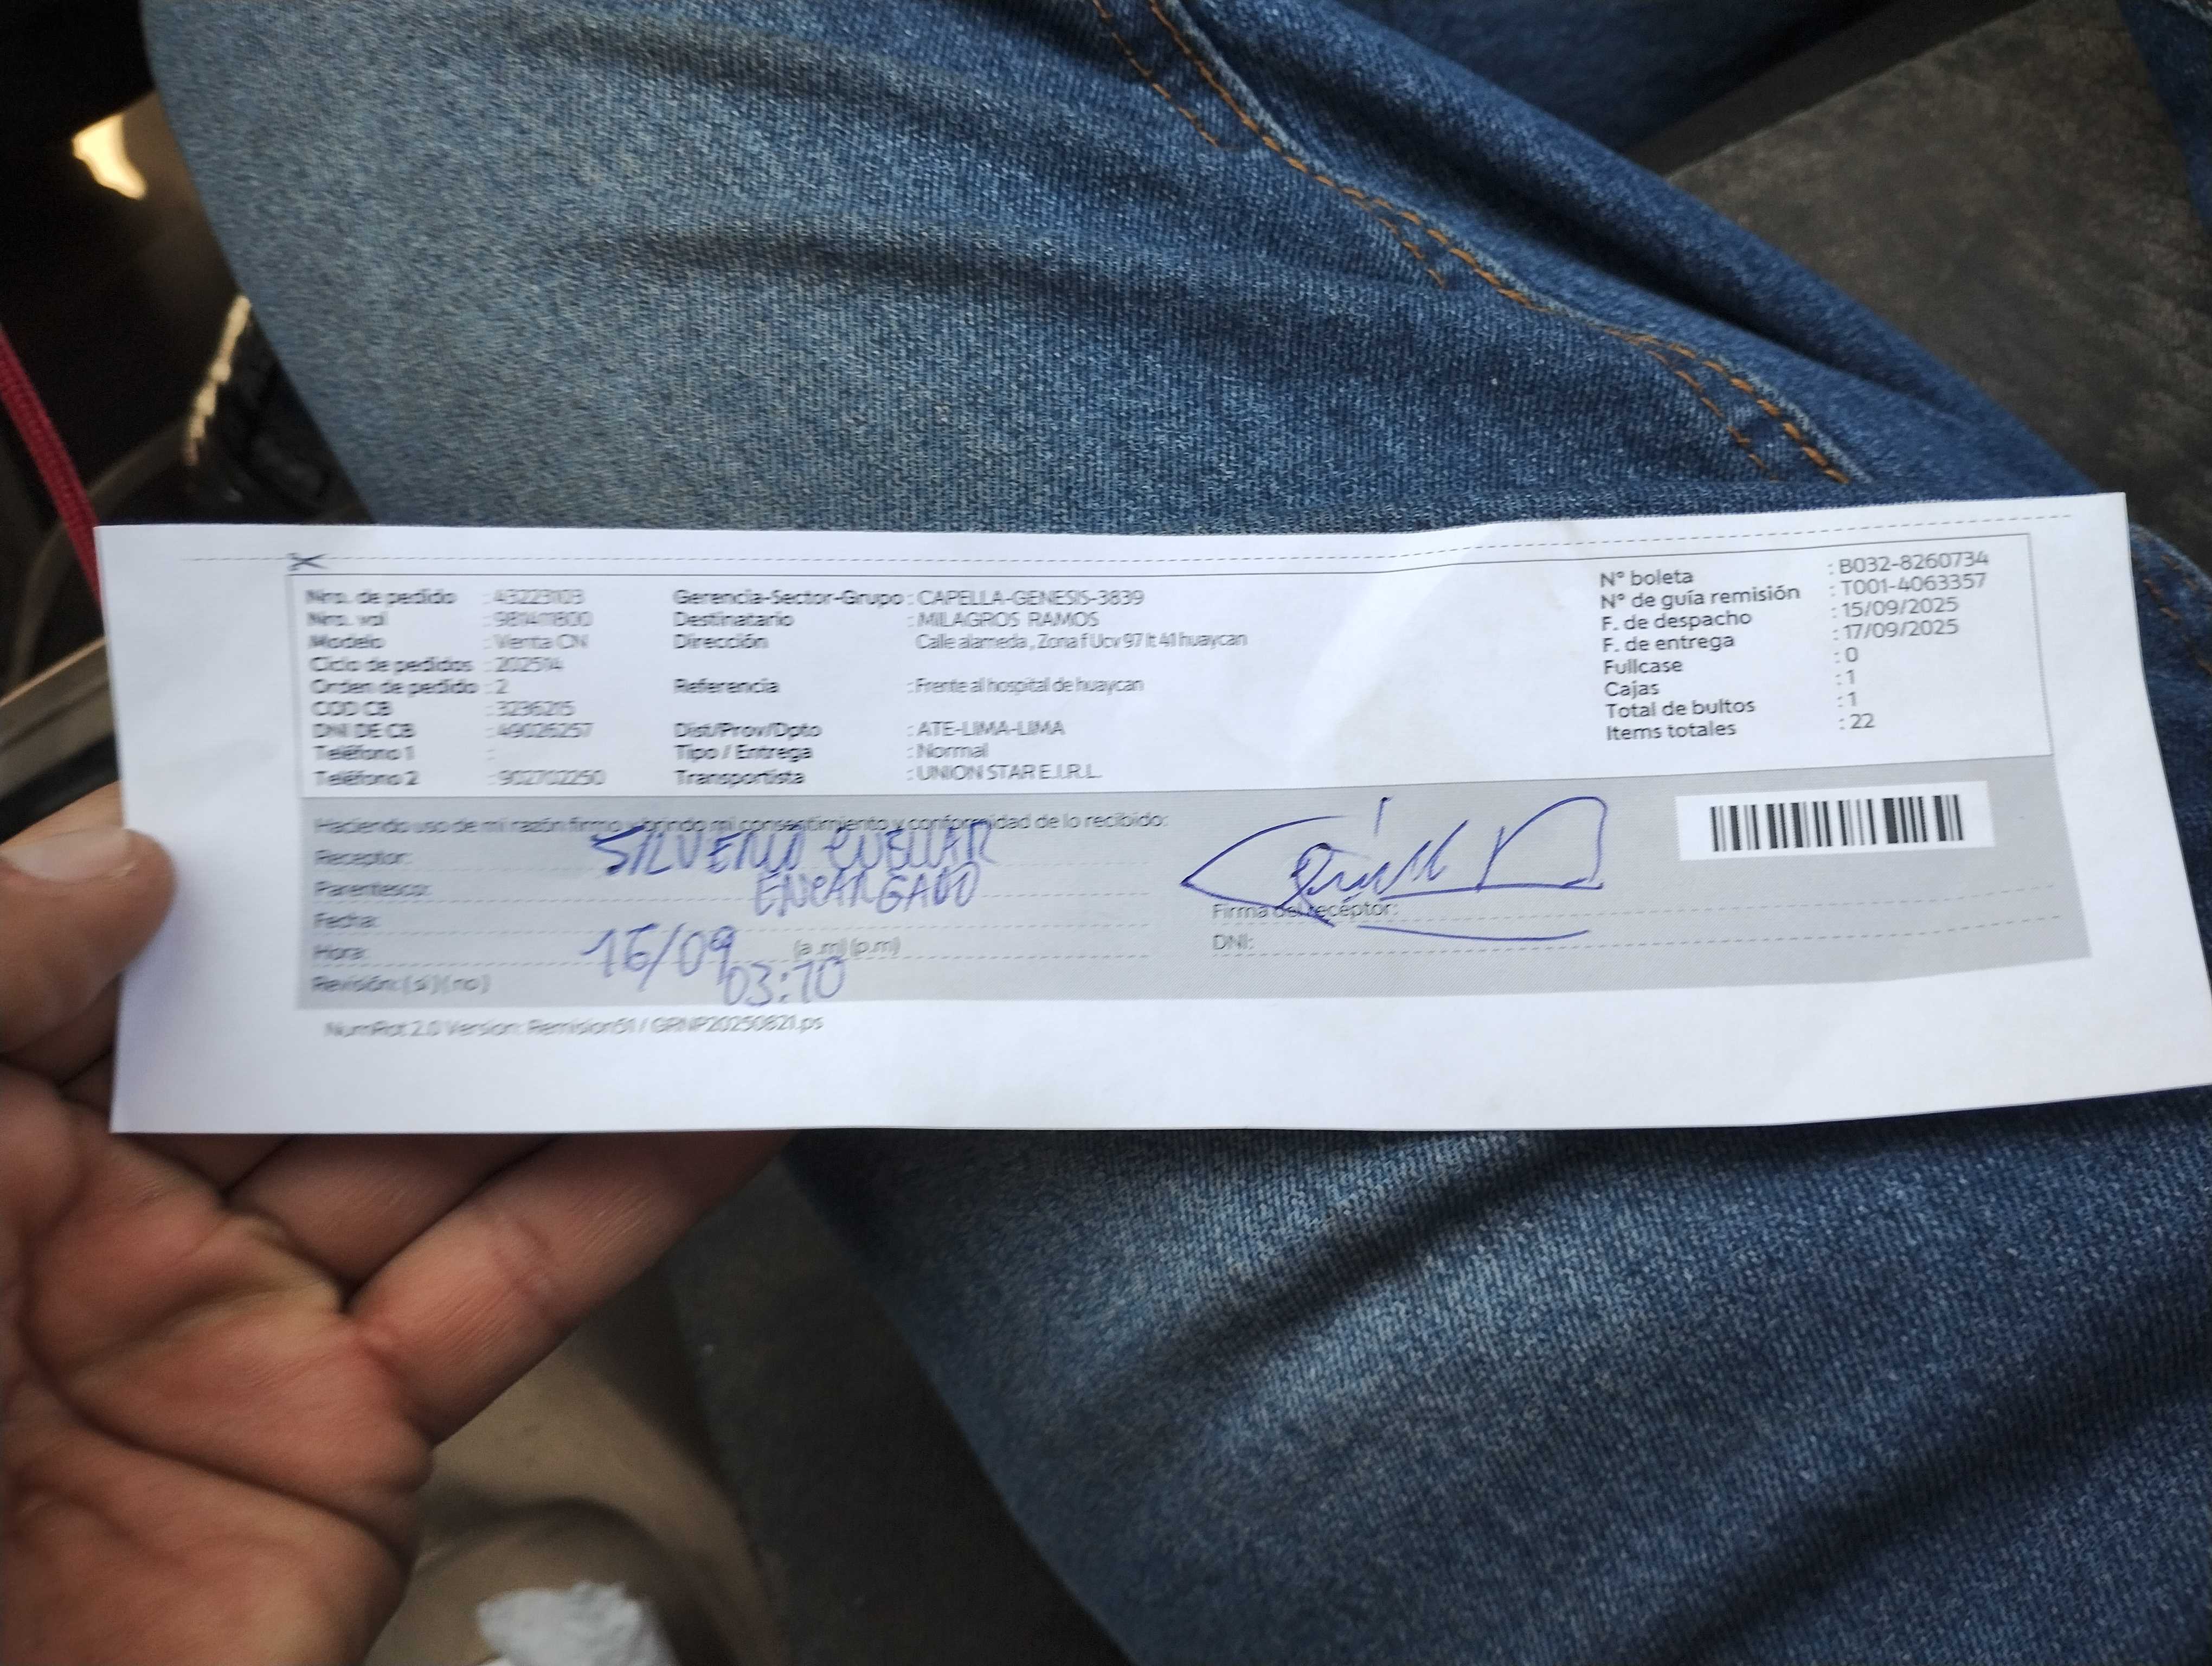 Nro. de pedido : 43223103
Nro. val : 981411800
Modelo : Venta CN
Ciclo de pedidos : 202514
Orden de pedido : 2
COD CB : 3236215
DNI DE CB : 49026257
Teléfono 1 :
Teléfono 2 : 902702250
Gerencia-Sector-Grupo : CAPELLA-GENESIS-3839
Destinatario : MILAGROS RAMOS
Dirección Calle alameda , Zona f Ucv 97 lt 41 huaycan
Referencia : Frente al hospital de huaycan
Dist/Prov/Dpto : ATE-LIMA-LIMA
Tipo / Entrega : Normal
Transportista : UNION STAR E.I.R.L.
N° boleta : B032-8260734
N° de guía remisión : T001-4063357
F. de despacho : 15/09/2025
F. de entrega : 17/09/2025
Fullcase : 0
Cajas : 1
Total de bultos : 1
Items totales : 22
Haciendo uso de mi razón firmo y brindo mi consentimiento y conformidad de lo recibido:
Receptor: SILVERIO CUELLAR
Parentesco: ENCARGADO
Fecha: 16/09
Hora: (a.m) (p.m) 03:10
Revisión: ( si ) ( no )
Firma del receptor:
DNI:
NumRot 2.0 Version: Remision61 / GRNP20250821.ps